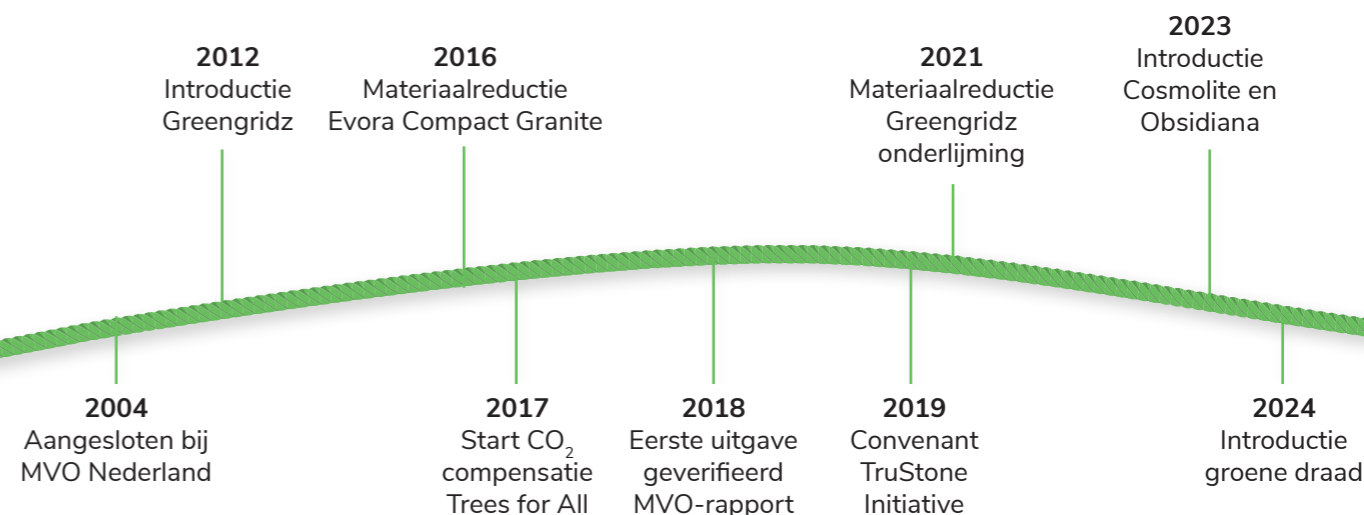 2012
Introductie
Greengridz
2016
Materiaalreductie
Evora Compact Granite
2021
Materiaalreductie
Greengridz
onderlijming
2023
Introductie
Cosmolite en
Obsidiana
2004
Aangesloten bij
MVO Nederland
2017
Start CO₂
compensatie
Trees for All
2018
Eerste uitgave
geverifieerd
MVO-rapport
2019
Convenant
TruStone
Initiative
2024
Introductie
groene draad